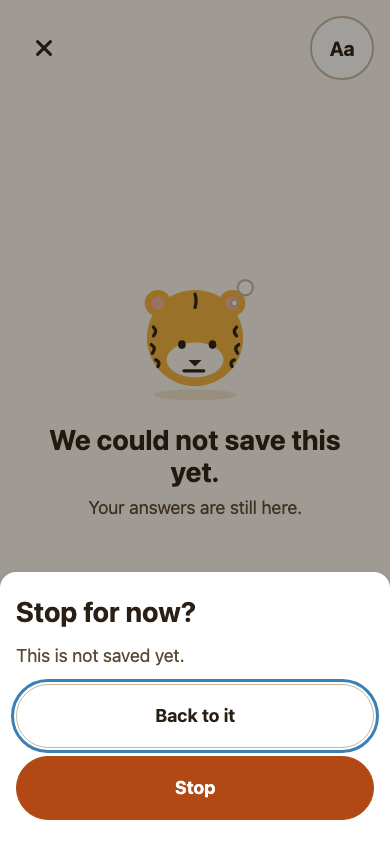 Aa
We could not save this
yet.
Your answers are still here.
Stop for now?
This is not saved yet.
Back to it
Stop